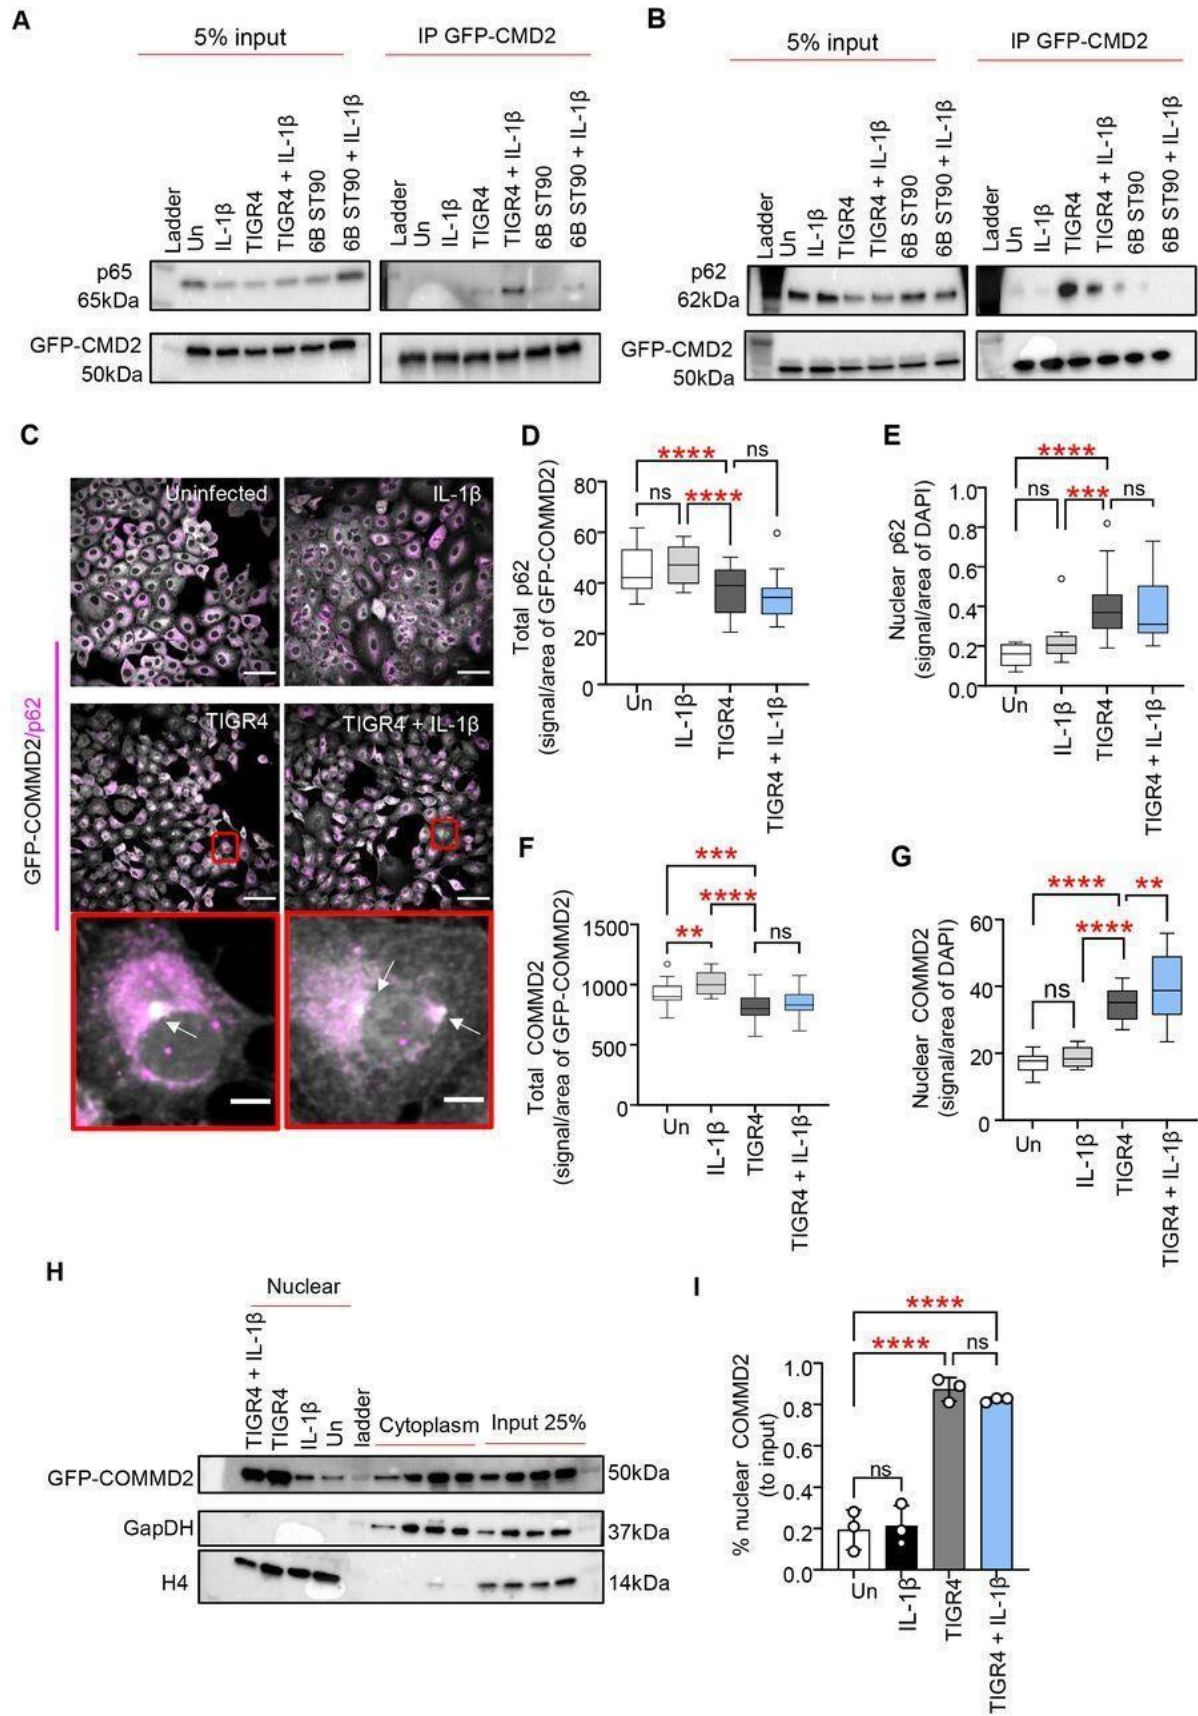 A
5% input
IP GFP-CMD2
Ladder
Un
IL-1β
TIGR4
TIGR4 + IL-1β
6B ST90
6B ST90 + IL-1β
Ladder
Un
IL-1β
TIGR4
TIGR4 + IL-1β
6B ST90
6B ST90 + IL-1β
p65
65kDa
GFP-CMD2
50kDa
B
5% input
IP GFP-CMD2
Ladder
Un
IL-1β
TIGR4
TIGR4 + IL-1β
6B ST90
6B ST90 + IL-1β
Ladder
Un
IL-1β
TIGR4
TIGR4 + IL-1β
6B ST90
6B ST90 + IL-1β
p62
62kDa
GFP-CMD2
50kDa
C
GFP-COMMD2/p62
Uninfected
IL-1β
TIGR4
TIGR4 + IL-1β
D
Total p62
(signal/area of GFP-COMMD2)
80
60
40
20
0
**** ns
ns ****
Un
IL-1β
TIGR4
TIGR4 + IL-1β
E
Nuclear p62
(signal/area of DAPI)
1.0
0.8
0.6
0.4
0.2
0.0
****
ns *** ns
Un
IL-1β
TIGR4
TIGR4 + IL-1β
F
Total COMMD2
(signal/area of GFP-COMMD2)
1500
1000
500
0
***
****
** ns
Un
IL-1β
TIGR4
TIGR4 + IL-1β
G
Nuclear COMMD2
(signal/area of DAPI)
60
40
20
0
**** **
****
ns
Un
IL-1β
TIGR4
TIGR4 + IL-1β
H
Nuclear
TIGR4 + IL-1β
TIGR4
IL-1β
Un
ladder
Cytoplasm
Input 25%
GFP-COMMD2
50kDa
GapDH
37kDa
H4
14kDa
I
% nuclear COMMD2
(to input)
1.0
0.8
0.6
0.4
0.2
0.0
****
**** ns
ns
Un
IL-1β
TIGR4
TIGR4 + IL-1β